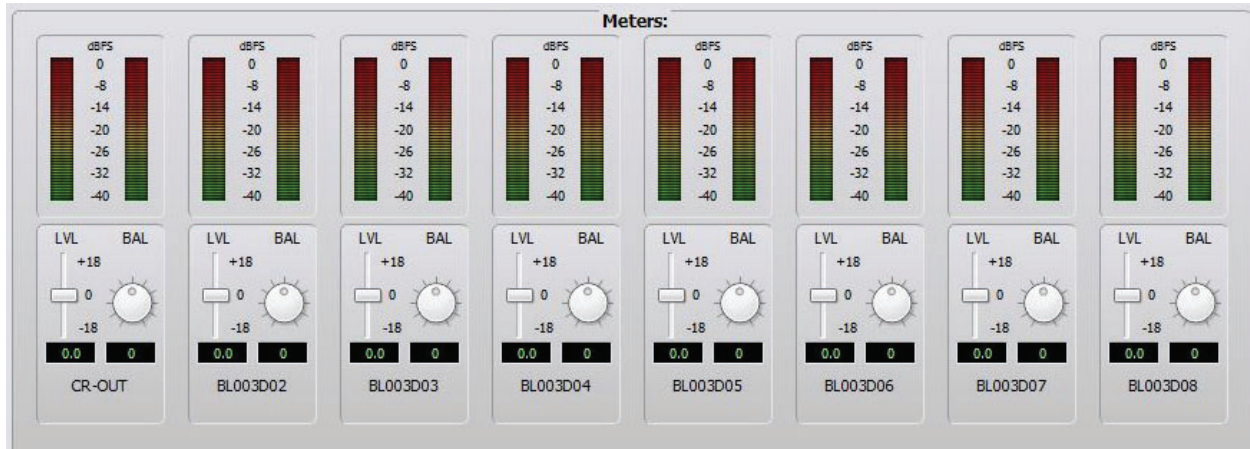 Meters:
dBFS dBFS dBFS dBFS dBFS dBFS dBFS dBFS
0 0 0 0 0 0 0 0
-8 -8 -8 -8 -8 -8 -8 -8
-14 -14 -14 -14 -14 -14 -14 -14
-20 -20 -20 -20 -20 -20 -20 -20
-26 -26 -26 -26 -26 -26 -26 -26
-32 -32 -32 -32 -32 -32 -32 -32
-40 -40 -40 -40 -40 -40 -40 -40
LVL BAL LVL BAL LVL BAL LVL BAL LVL BAL LVL BAL LVL BAL LVL BAL
+18 +18 +18 +18 +18 +18 +18 +18
0 0 0 0 0 0 0 0
-18 -18 -18 -18 -18 -18 -18 -18
0.0 0 0.0 0 0.0 0 0.0 0 0.0 0 0.0 0 0.0 0 0.0 0
CR-OUT BL003D02 BL003D03 BL003D04 BL003D05 BL003D06 BL003D07 BL003D08